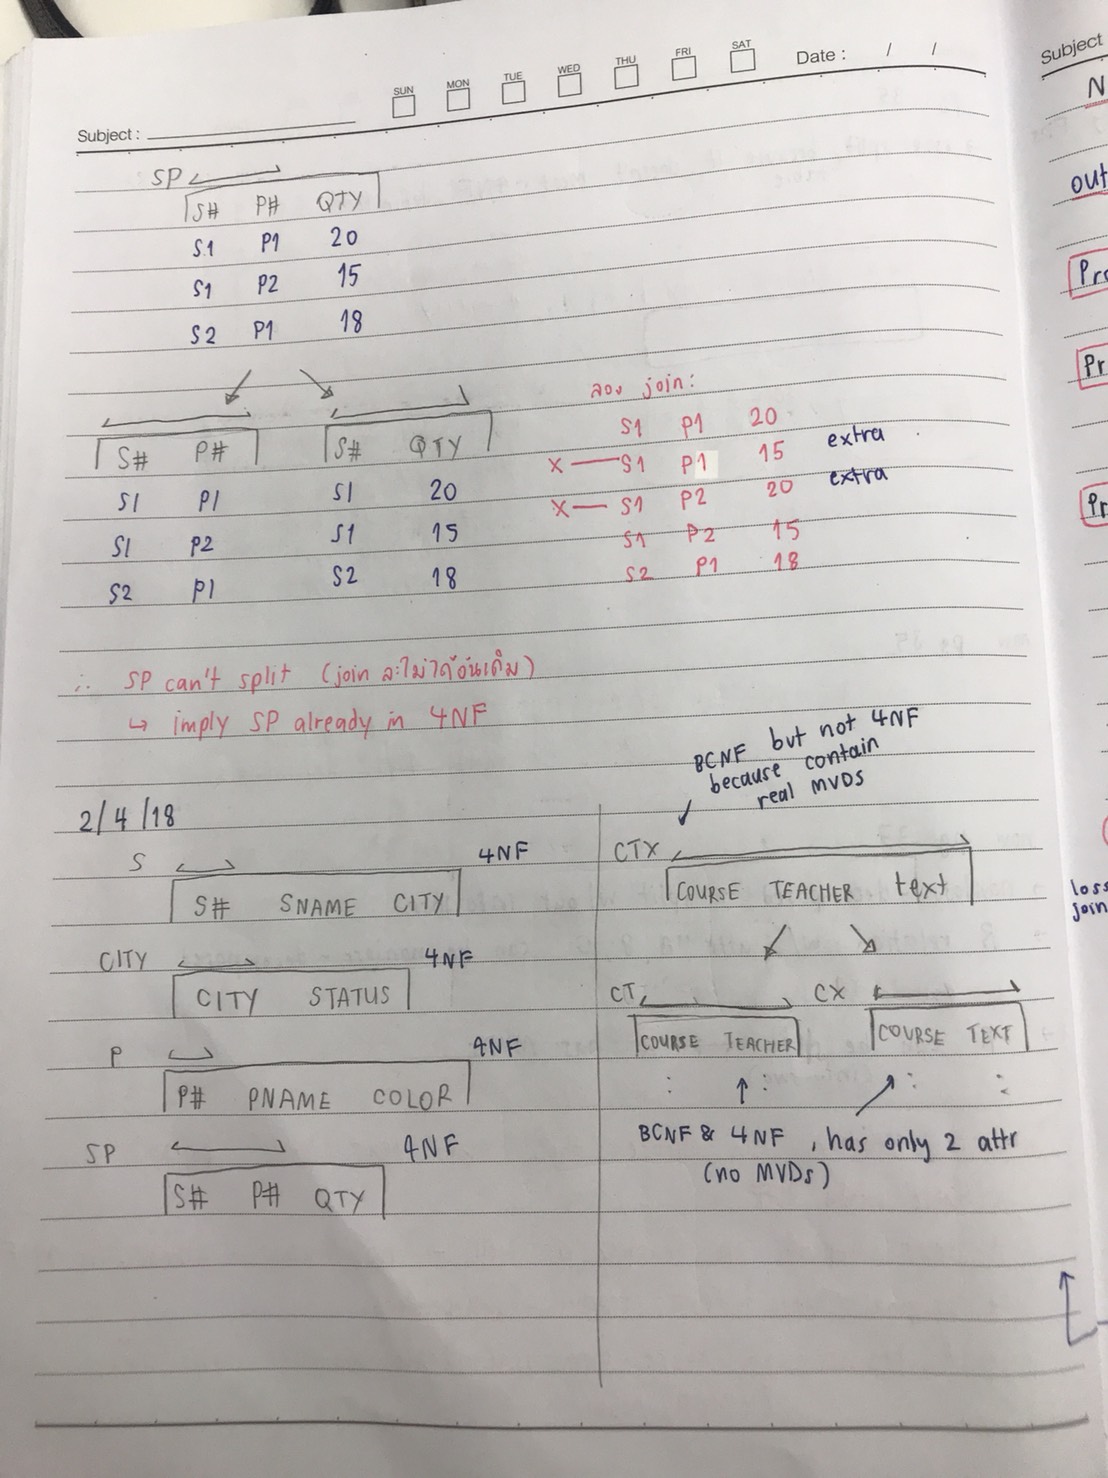 SUN MON TUE WED THU FRI SAT Date : / /
Subject :
SP
S# P# QTY
S1 P1 20
S1 P2 15
S2 P1 18
S# P#
S1 P1
S1 P2
S2 P1
S# QTY
S1 20
S1 15
S2 18
ลอง join:
S1 P1 20
X — S1 P1 15 extra
X — S1 P2 20 extra
S1 P2 15
S2 P1 18
∴ SP can't split (join ละไม่ได้อันเดิม)
↳ imply SP already in 4NF
2/4/18
S 4NF
S# SNAME CITY
CITY 4NF
CITY STATUS
P 4NF
P# PNAME COLOR
SP 4NF
S# P# QTY
BCNF but not 4NF
because contain
real MVDs
CTX
COURSE TEACHER text
CT
COURSE TEACHER
CX
COURSE TEXT
BCNF & 4NF , has only 2 attr
(no MVDs)
Subject
N
out
Pro
Pr
Pr
loss
join